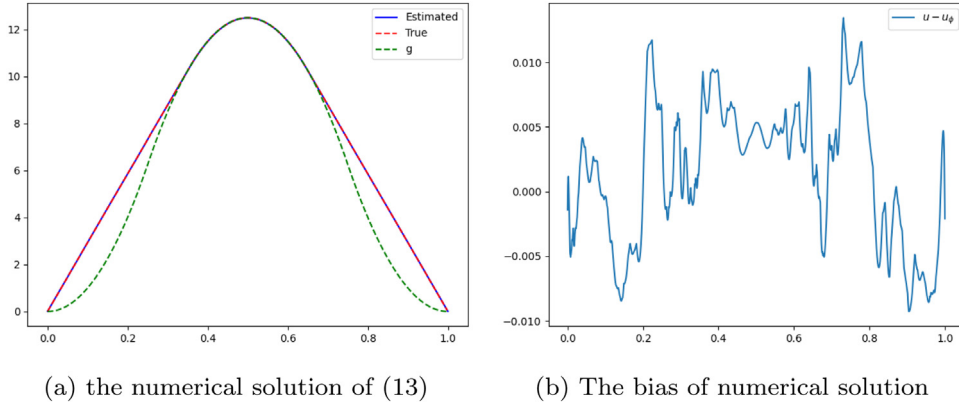 Estimated
True
g
12
10
8
6
4
2
0
0.0 0.2 0.4 0.6 0.8 1.0
(a) the numerical solution of (13)
u − uϕ
0.010
0.005
0.000
−0.005
−0.010
0.0 0.2 0.4 0.6 0.8 1.0
(b) The bias of numerical solution